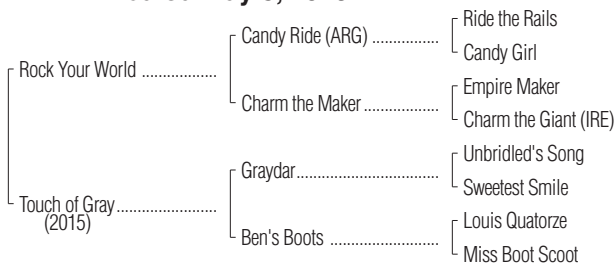 Ride the Rails
Candy Ride (ARG) ................
Candy Girl
Rock Your World .................
Empire Maker
Charm the Maker .................
Charm the Giant (IRE)
Unbridled's Song
Graydar................................
Sweetest Smile
Touch of Gray......................
(2015)
Louis Quatorze
Ben's Boots ........................
Miss Boot Scoot